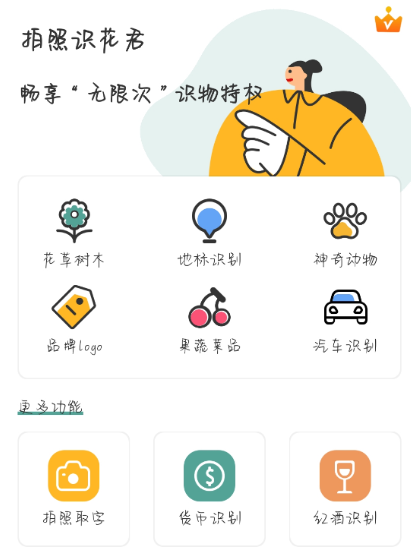 拍照识花君
畅享“无限次”识物特权
花草树木
地标识别
神奇动物
品牌logo
果蔬菜品
汽车识别
更多功能
拍照取字
货币识别
红酒识别